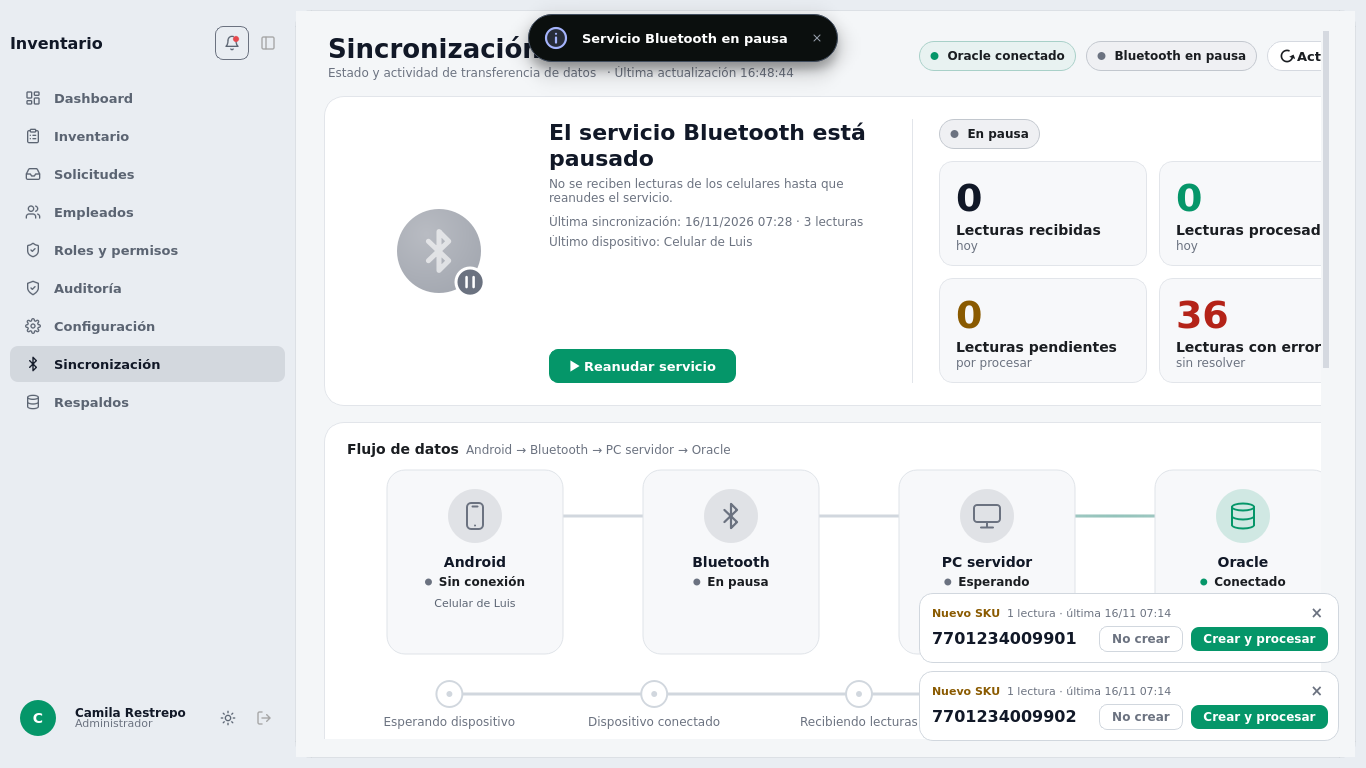 Inventario
Dashboard
Inventario
Solicitudes
Empleados
Roles y permisos
Auditoría
Configuración
Sincronización
Respaldos
C
Camila Restrepo
Administrador
Servicio Bluetooth en pausa
Sincronización
Estado y actividad de transferencia de datos · Última actualización 16:48:44
Oracle conectado
Bluetooth en pausa
Act
El servicio Bluetooth está
pausado
No se reciben lecturas de los celulares hasta que
reanudes el servicio.
Última sincronización: 16/11/2026 07:28 · 3 lecturas
Último dispositivo: Celular de Luis
Reanudar servicio
En pausa
0
Lecturas recibidas
hoy
0
Lecturas procesad
hoy
0
Lecturas pendientes
por procesar
36
Lecturas con error
sin resolver
Flujo de datos Android → Bluetooth → PC servidor → Oracle
Android
Sin conexión
Celular de Luis
Bluetooth
En pausa
PC servidor
Esperando
Oracle
Conectado
Esperando dispositivo
Dispositivo conectado
Recibiendo lecturas
Nuevo SKU 1 lectura · última 16/11 07:14
7701234009901
No crear
Crear y procesar
Nuevo SKU 1 lectura · última 16/11 07:14
7701234009902
No crear
Crear y procesar